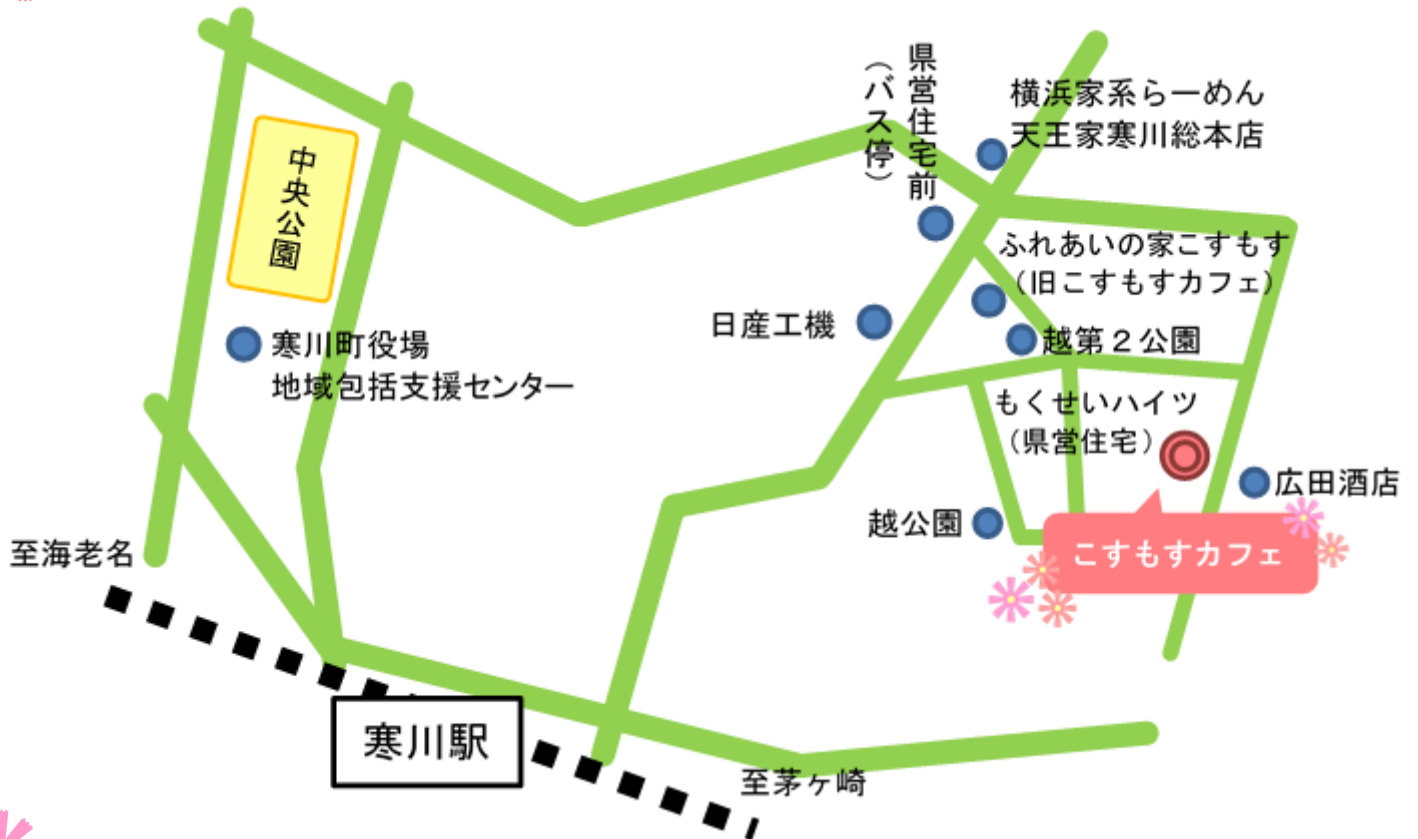 県営住宅前
(バス停)
横浜家系らーめん
天王家寒川総本店
中央公園
ふれあいの家こすもす
(旧こすもすカフェ)
日産工機
越第2公園
寒川町役場
地域包括支援センター
もくせいハイツ
(県営住宅)
広田酒店
越公園
こすもすカフェ
至海老名
寒川駅
至茅ヶ崎